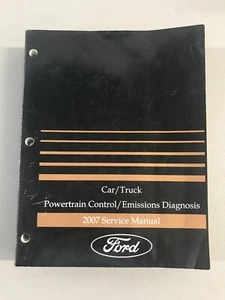 Car/Truck
Powertrain Control/Emissions Diagnosis
2007 Service Manual
Ford